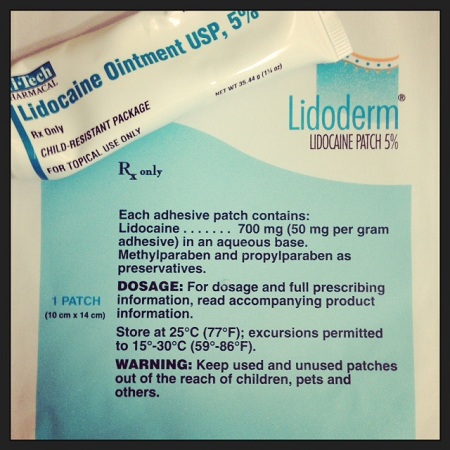 l-Tech
HARMACAL
Lidocaine Ointment USP, 5%
Rx Only
CHILD-RESISTANT PACKAGE
FOR TOPICAL USE ONLY
NET WT 35.44 g (1¼ oz)
Lidoderm®
LIDOCAINE PATCH 5%
Rx only
Each adhesive patch contains:
Lidocaine . . . . . . . 700 mg (50 mg per gram
adhesive) in an aqueous base.
Methylparaben and propylparaben as
preservatives.
DOSAGE: For dosage and full prescribing
information, read accompanying product
information.
1 PATCH
(10 cm x 14 cm)
Store at 25°C (77°F); excursions permitted
to 15°-30°C (59°-86°F).
WARNING: Keep used and unused patches
out of the reach of children, pets and
others.